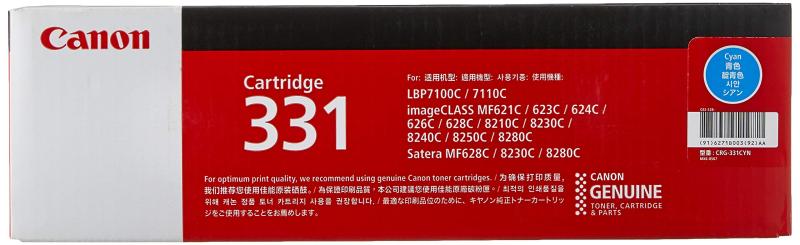 Canon
Cartridge
331
For: 适用机型: 適用機型: 사용기종: 使用機種:
LBP7100C / 7110C
imageCLASS MF621C / 623C / 624C /
626C / 628C / 8210C / 8230C /
8240C / 8250C / 8280C
Satera MF628C / 8230C / 8280C
For optimum print quality, we recommend using genuine Canon toner cartridges. / 为确保打印质量，
我们推荐您使用佳能原装硒鼓。/ 為保證印刷品質，本公司建議您使用佳能原廠碳粉匣。/ 최적의 인쇄품질을
위해 캐논 정품 토너 카트리지 사용을 권장합니다. / 最適な印刷品位のために、キヤノン純正トナーカートリッ
ジをご使用することをお薦めします。
CANON
GENUINE
TONER, CARTRIDGE
& PARTS
Cyan
青色
靛青色
시안
シアン
(91)6271B003(92)AA
型號: CRG-331CYN